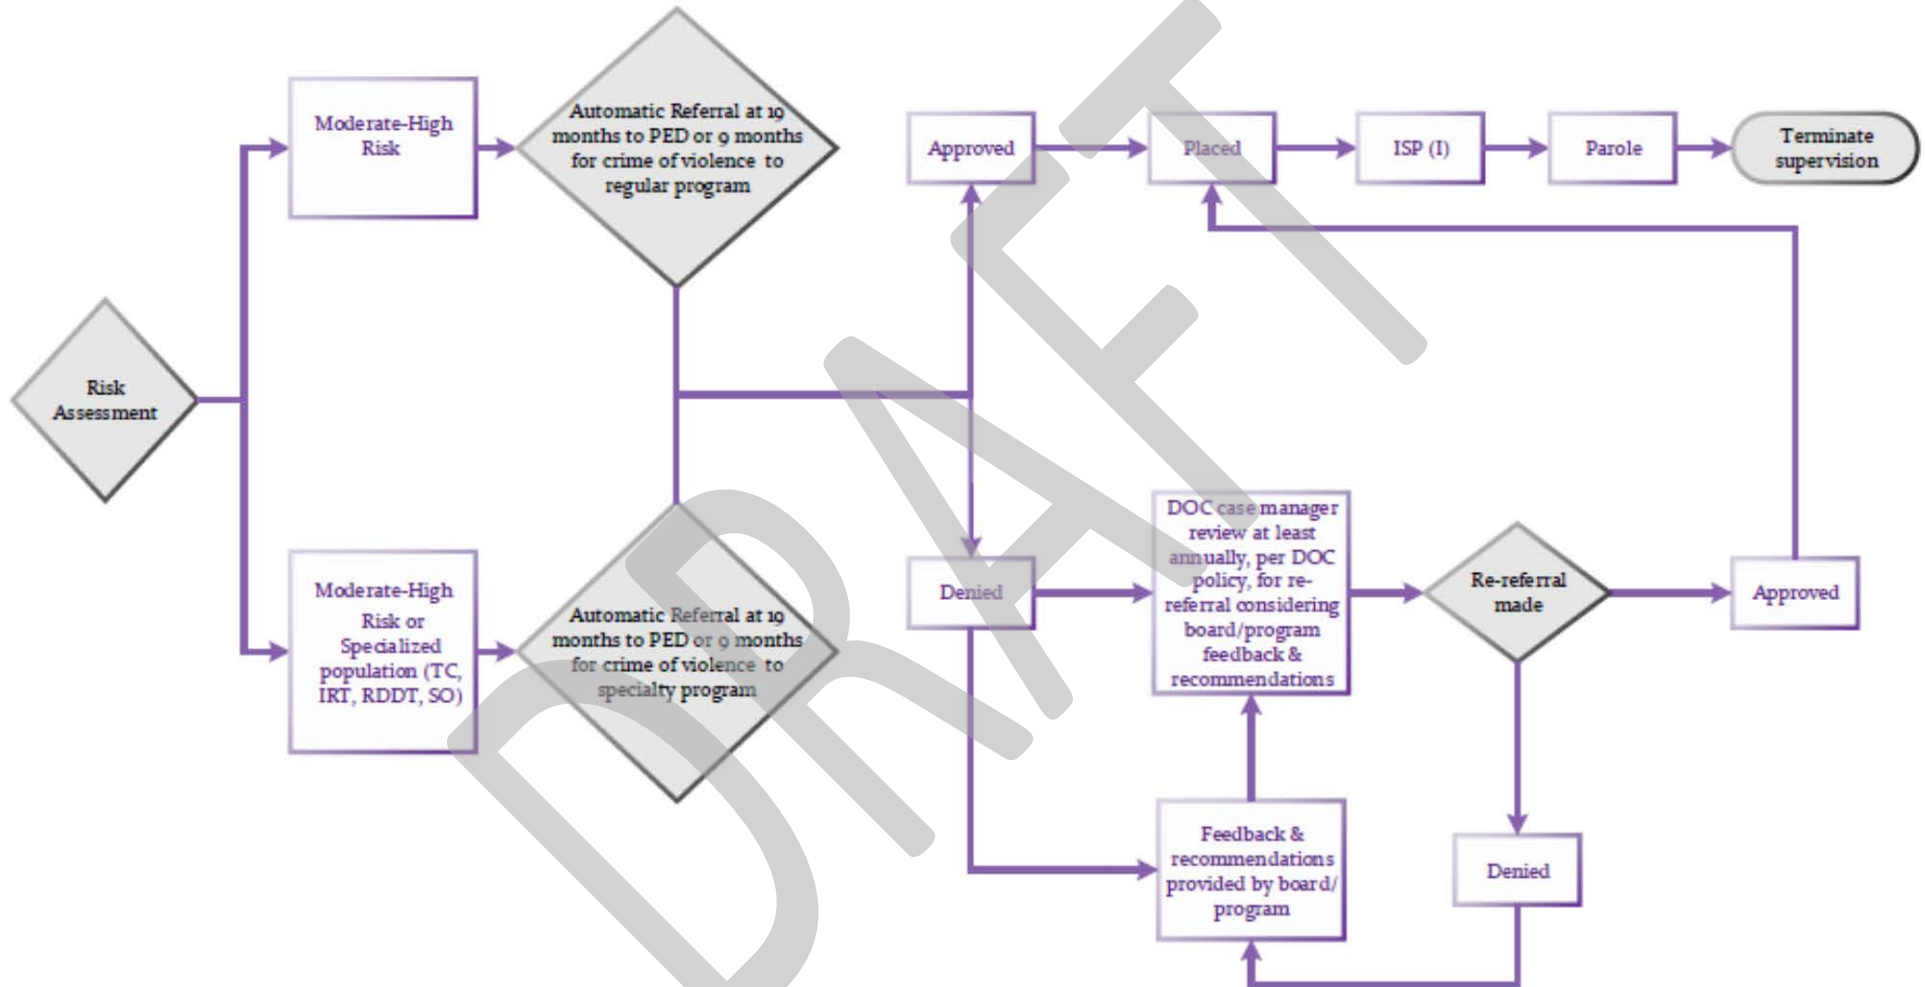 Risk
Assessment
Moderate-High
Risk
Automatic Referral at 19
months to PED or 9 months
for crime of violence to
regular program
Moderate-High
Risk or
Specialized
population (TC,
IRT, RDDT, SO)
Automatic Referral at 19
months to PED or 9 months
for crime of violence to
specialty program
Approved
Placed
ISP (I)
Parole
Terminate
supervision
Denied
DOC case manager
review at least
annually, per DOC
policy, for re-
referral considering
board/program
feedback &
recommendations
Re-referral
made
Approved
Feedback &
recommendations
provided by board/
program
Denied
DRAFT